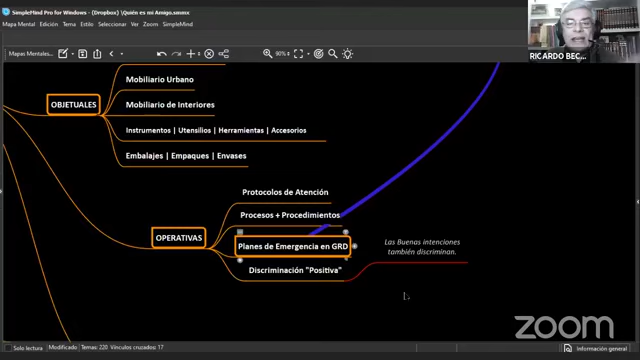 SimpleMind Pro for Windows - (Dropbox) \Quién es mi Amigo.smmx
Mapa Mental Edición Tema Estilo Seleccionar Ver Zoom SimpleMind
Mapas Mentales...
90%
RICARDO BEC...
OBJETUALES
Mobiliario Urbano
Mobiliario de Interiores
Instrumentos | Utensilios | Herramientas | Accesorios
Embalajes | Empaques | Envases
OPERATIVAS
Protocolos de Atención
Procesos + Procedimientos
Planes de Emergencia en GRD
Discriminación "Positiva"
Las Buenas intenciones
también discriminan.
zoom
Solo lectura Modificado Temas: 220. Vínculos cruzados: 17 Información general